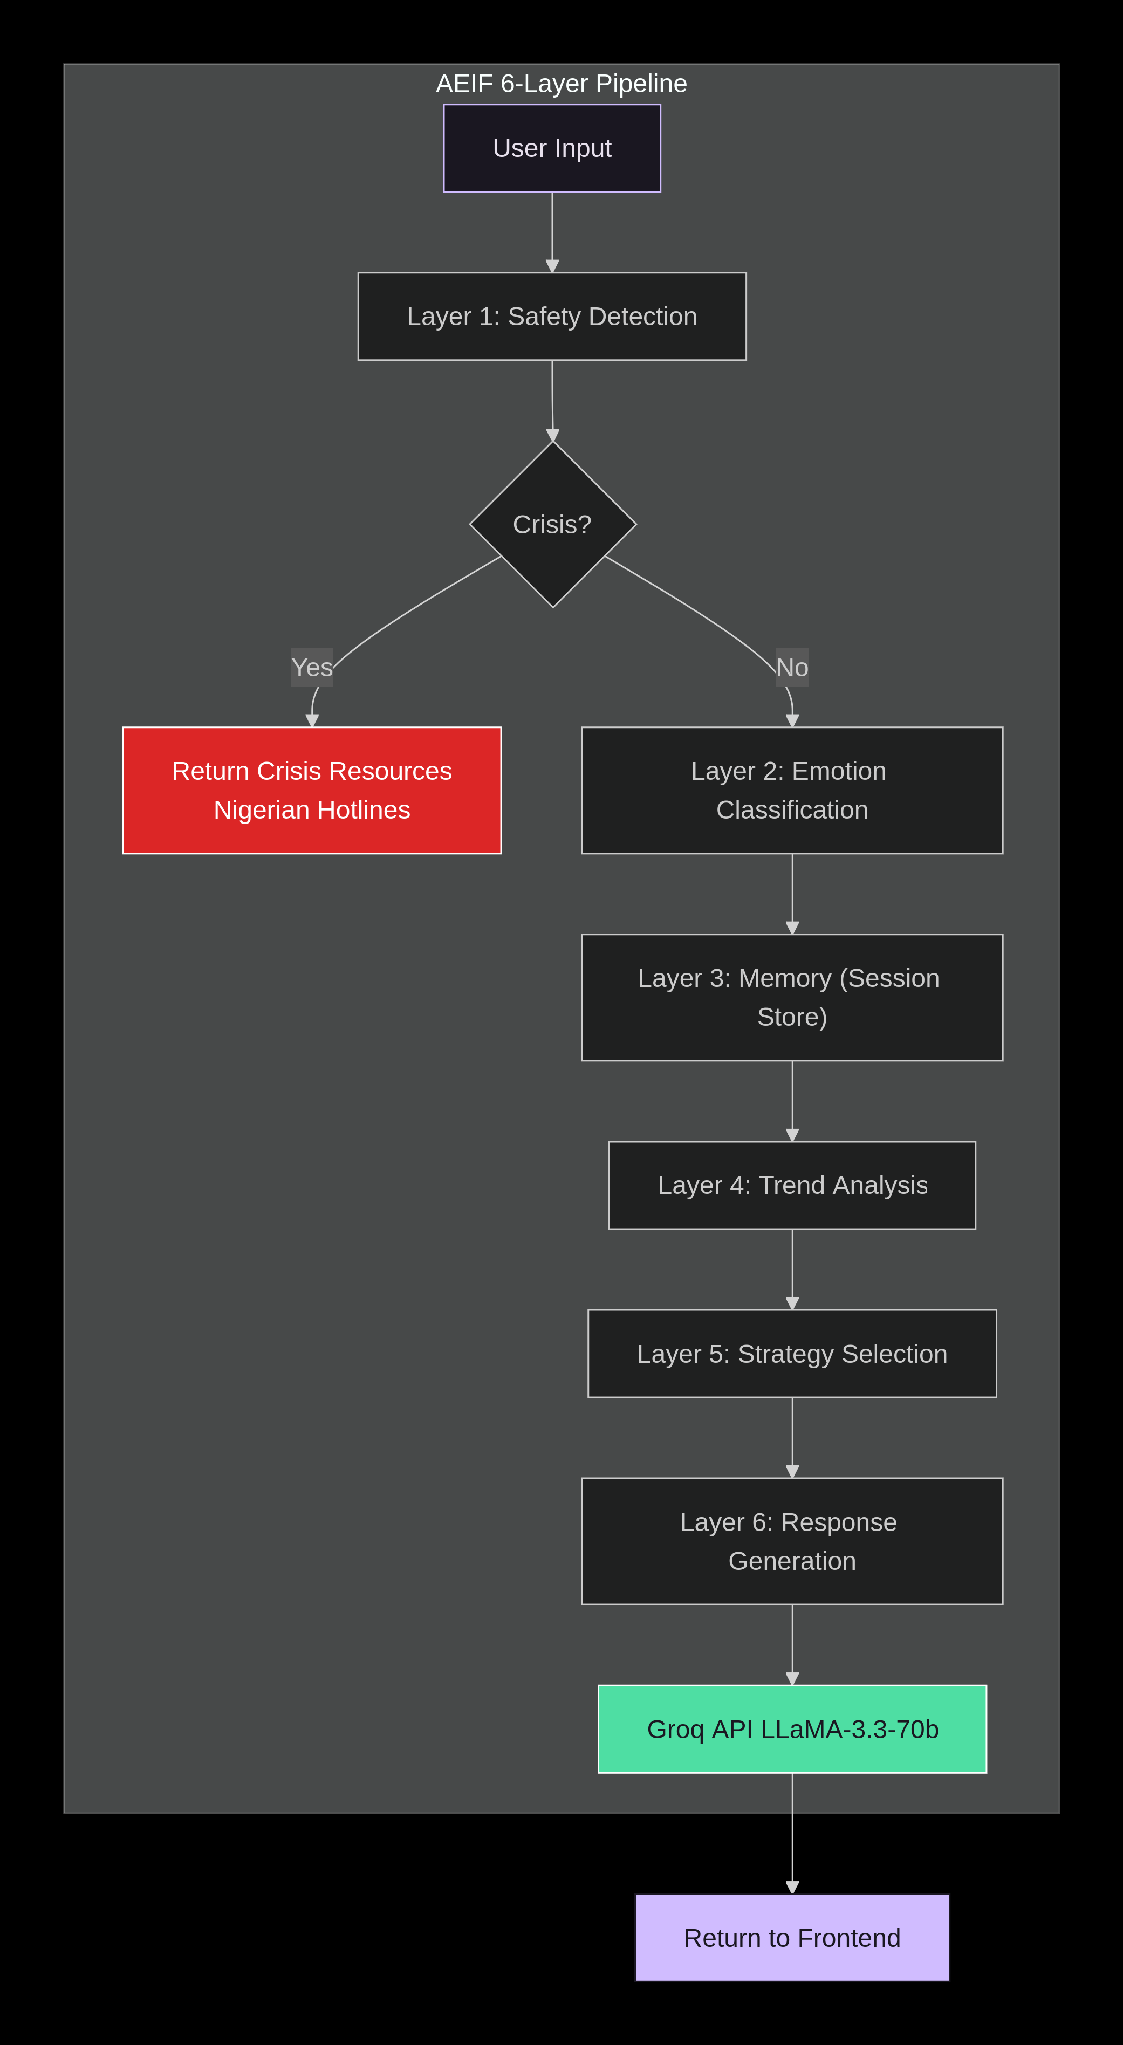 AEIF 6-Layer Pipeline
User Input
Layer 1: Safety Detection
Crisis?
Yes
No
Return Crisis Resources
Nigerian Hotlines
Layer 2: Emotion
Classification
Layer 3: Memory (Session
Store)
Layer 4: Trend Analysis
Layer 5: Strategy Selection
Layer 6: Response
Generation
Groq API LLaMA-3.3-70b
Return to Frontend